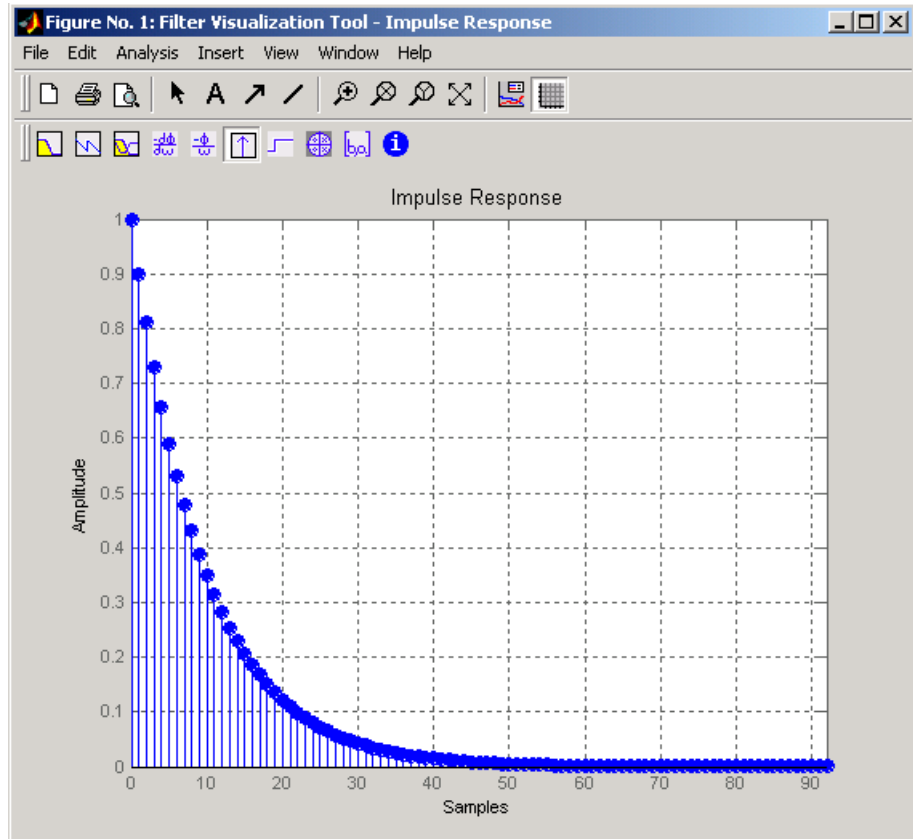 Figure No. 1: Filter Visualization Tool - Impulse Response
File Edit Analysis Insert View Window Help
A
-dϕ
dω
-ϕ
ω
[b,a]
i
Impulse Response
1
0.9
0.8
0.7
0.6
0.5
0.4
0.3
0.2
0.1
0
Amplitude
0 10 20 30 40 50 60 70 80 90
Samples